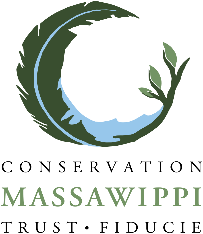 CONSERVATION
MASSAWIPPI
TRUST • FIDUCIE